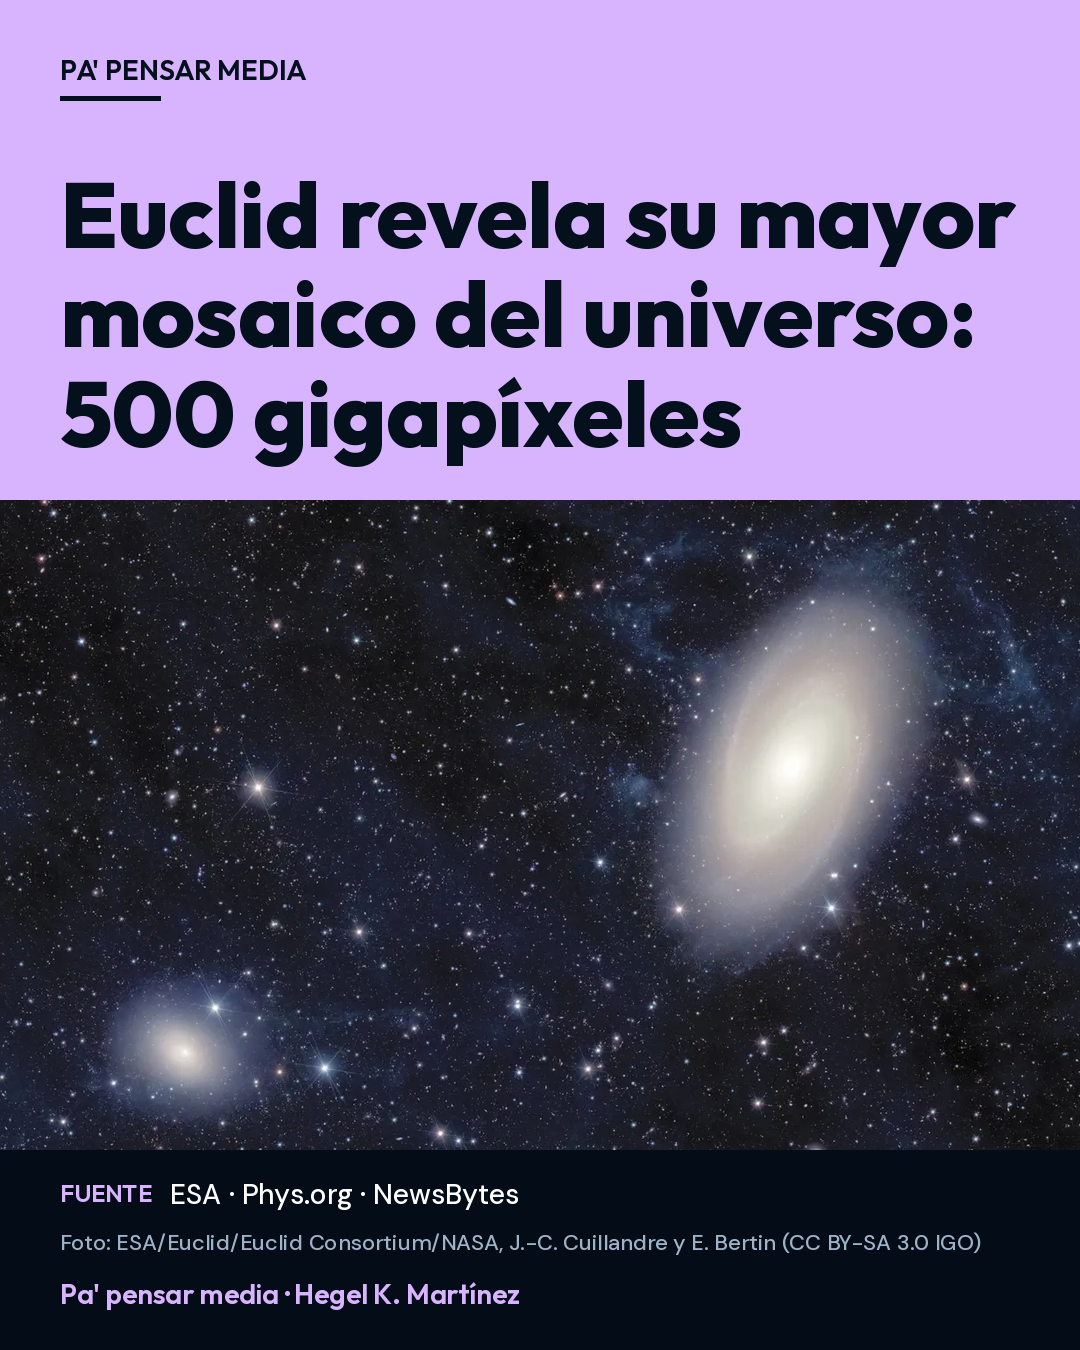 PA' PENSAR MEDIA
Euclid revela su mayor
mosaico del universo:
500 gigapíxeles
FUENTE ESA · Phys.org · NewsBytes
Foto: ESA/Euclid/Euclid Consortium/NASA, J.-C. Cuillandre y E. Bertin (CC BY-SA 3.0 IGO)
Pa' pensar media · Hegel K. Martínez